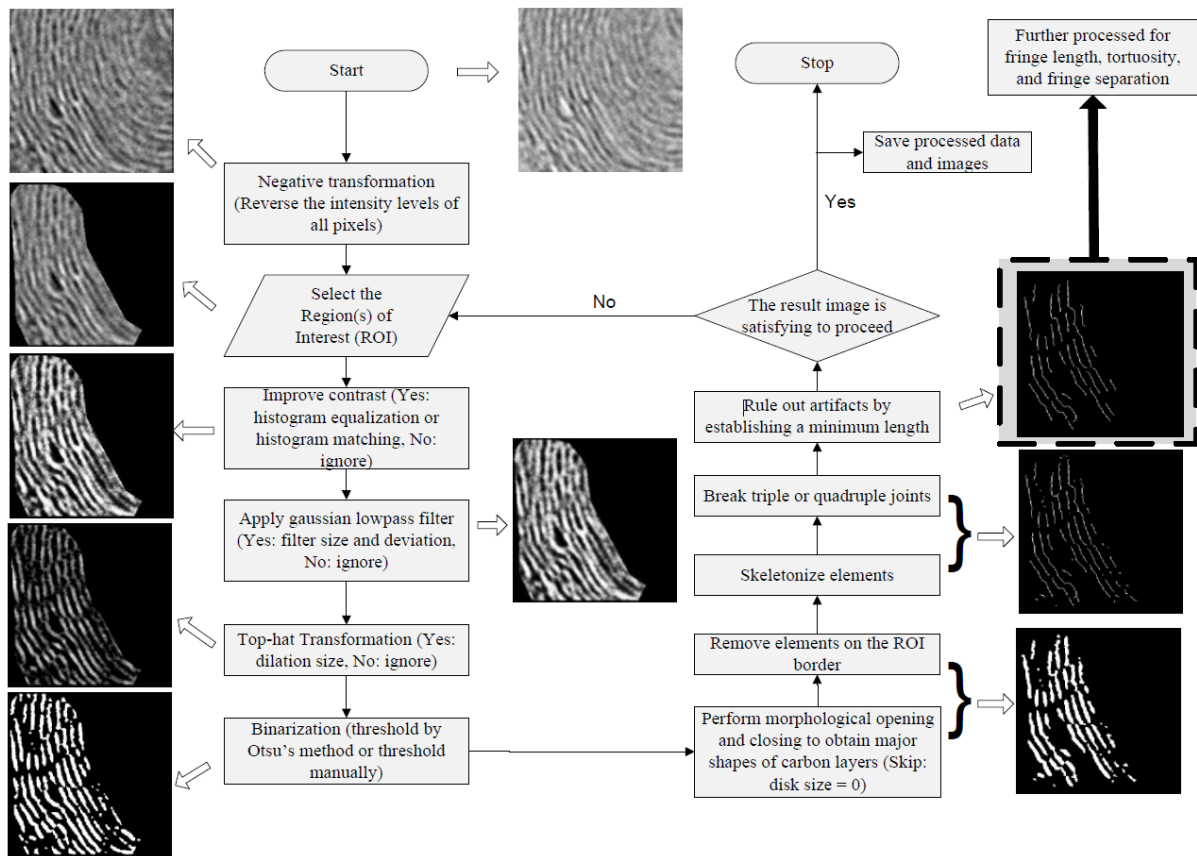 Start
Negative transformation
(Reverse the intensity levels of
all pixels)
Select the
Region(s) of
Interest (ROI)
Improve contrast (Yes:
histogram equalization or
histogram matching, No:
ignore)
Apply gaussian lowpass filter
(Yes: filter size and deviation,
No: ignore)
Top-hat Transformation (Yes:
dilation size, No: ignore)
Binarization (threshold by
Otsu's method or threshold
manually)
Perform morphological opening
and closing to obtain major
shapes of carbon layers (Skip:
disk size = 0)
Remove elements on the ROI
border
Skeletonize elements
Break triple or quadruple joints
Rule out artifacts by
establishing a minimum length
The result image is
satisfying to proceed
No
Yes
Save processed data
and images
Stop
Further processed for
fringe length, tortuosity,
and fringe separation